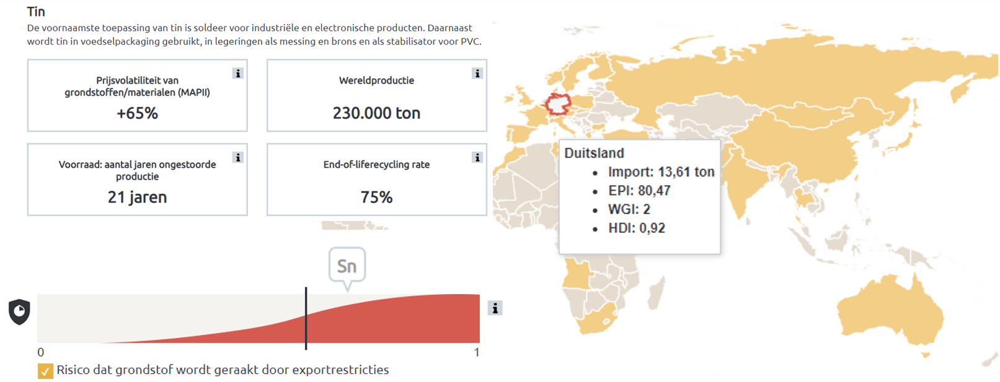 Tin
De voornaamste toepassing van tin is soldeer voor industriële en electronische producten. Daarnaast
wordt tin in voedselpackaging gebruikt, in legeringen als messing en brons en als stabilisator voor PVC.
Prijsvolatiliteit van
grondstoffen/materialen (MAPII)
+65%
i
Wereldproductie
230.000 ton
i
Voorraad: aantal jaren ongestoorde
productie
21 jaren
i
End-of-liferecycling rate
75%
i
Duitsland
• Import: 13,61 ton
• EPI: 80,47
• WGI: 2
• HDI: 0,92
Sn
i
0 1
Risico dat grondstof wordt geraakt door exportrestricties